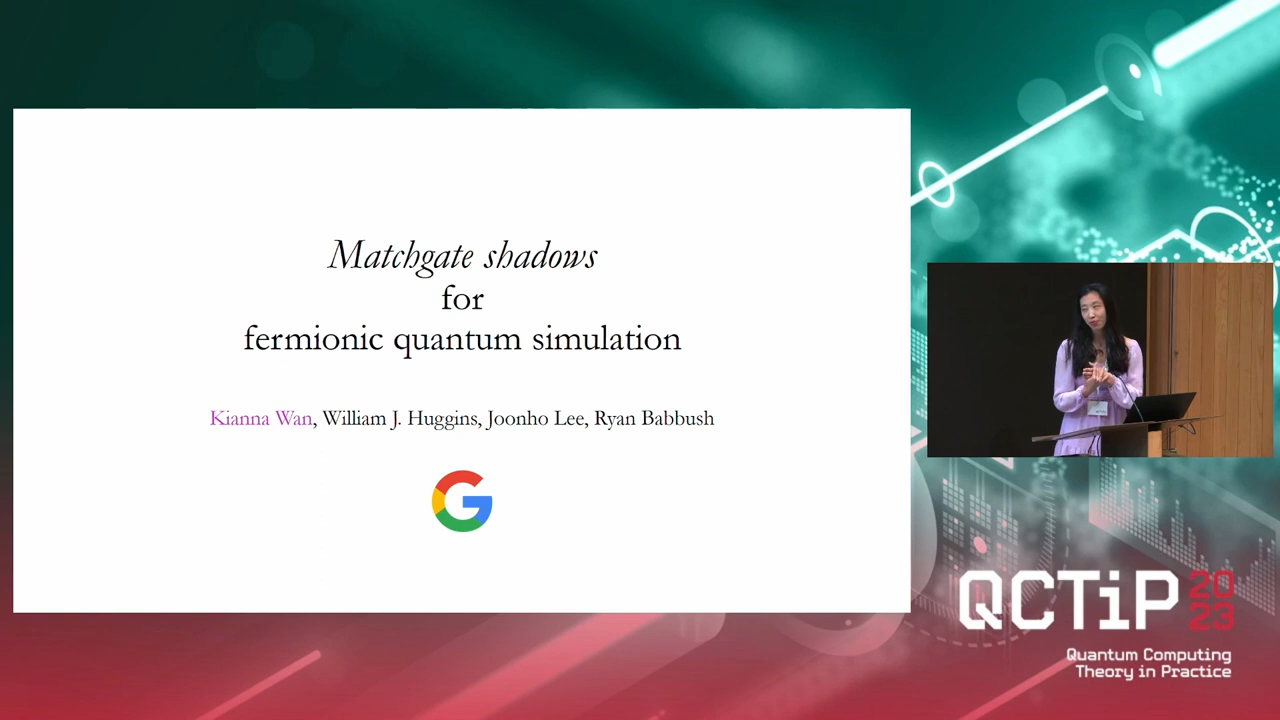 Matchgate shadows
for
fermionic quantum simulation
Kianna Wan, William J. Huggins, Joonho Lee, Ryan Babbush
G
QCTiP 2023
Quantum Computing
Theory in Practice